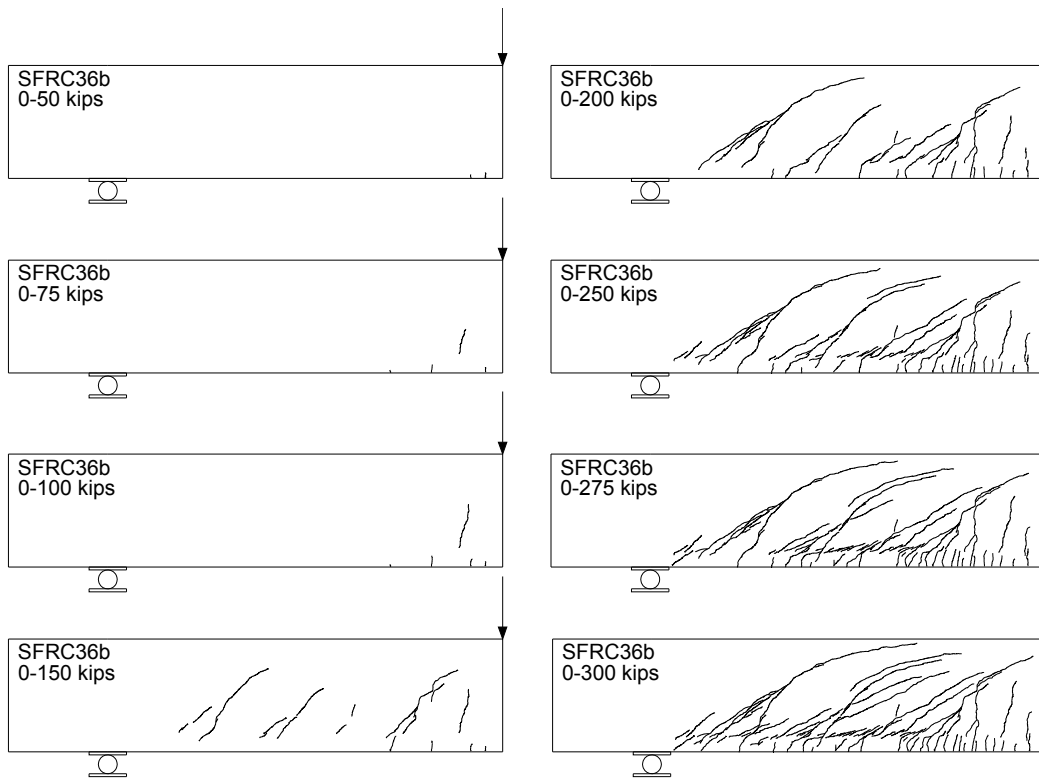 SFRC36b
0-50 kips
SFRC36b
0-75 kips
SFRC36b
0-100 kips
SFRC36b
0-150 kips
SFRC36b
0-200 kips
SFRC36b
0-250 kips
SFRC36b
0-275 kips
SFRC36b
0-300 kips